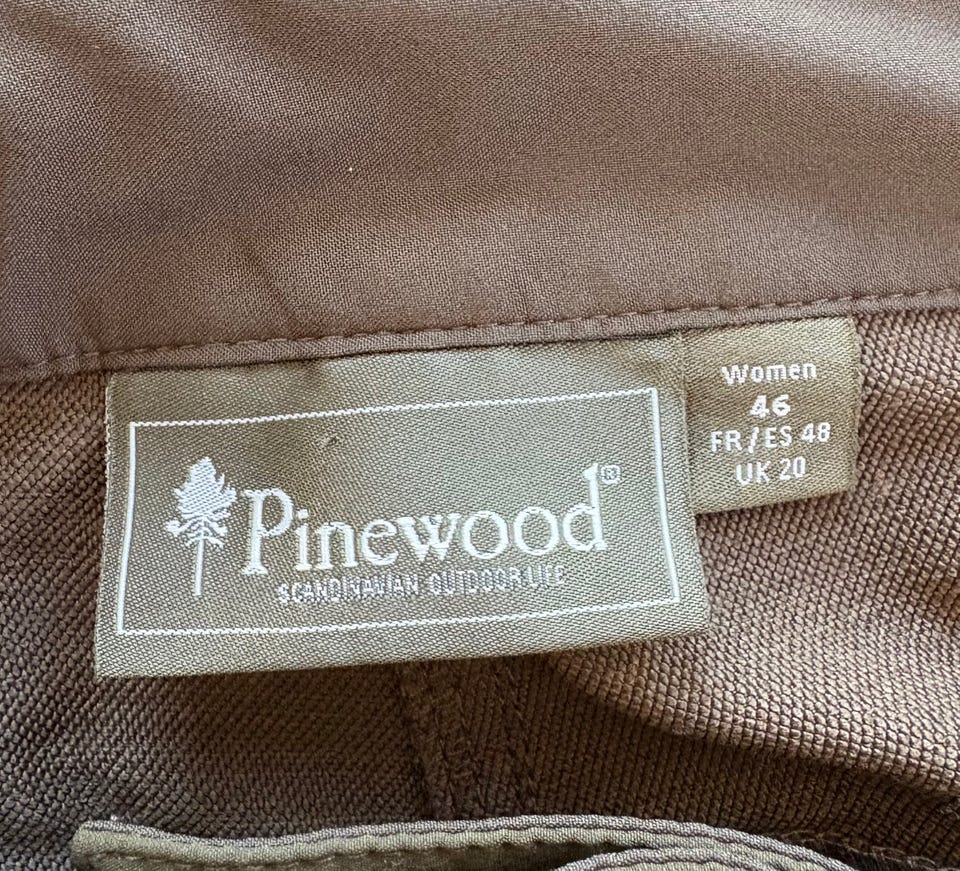 Pinewood®
SCANDINAVIAN OUTDOOR LIFE
Women
46
FR/ES 48
UK 20